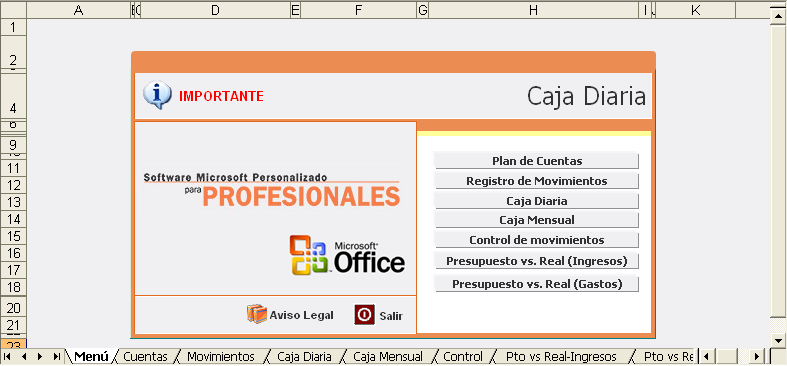 A B C D E F G H I J K
1
2
4
6
9
11
12
13
14
15
16
17
18
20
21
23
IMPORTANTE
Caja Diaria
Software Microsoft Personalizado
para PROFESIONALES
Microsoft®
Office
Aviso Legal
Salir
Plan de Cuentas
Registro de Movimientos
Caja Diaria
Caja Mensual
Control de movimientos
Presupuesto vs. Real (Ingresos)
Presupuesto vs. Real (Gastos)
Menú Cuentas Movimientos Caja Diaria Caja Mensual Control Pto vs Real-Ingresos Pto vs Re